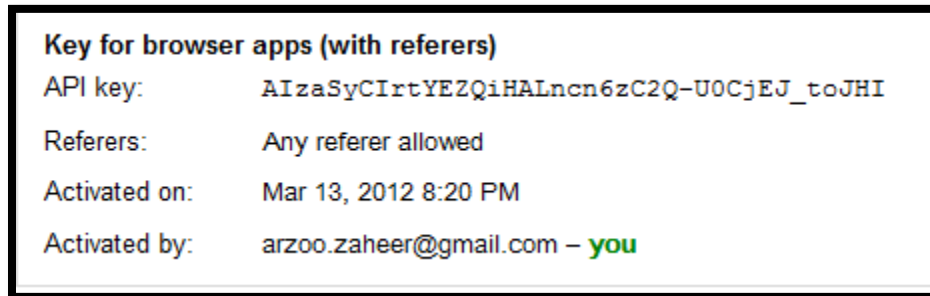 Key for browser apps (with referers)
API key: AIzaSyCIrtYEZQiHALncn6zC2Q-U0CjEJ_toJHI
Referers: Any referer allowed
Activated on: Mar 13, 2012 8:20 PM
Activated by: arzoo.zaheer@gmail.com – you